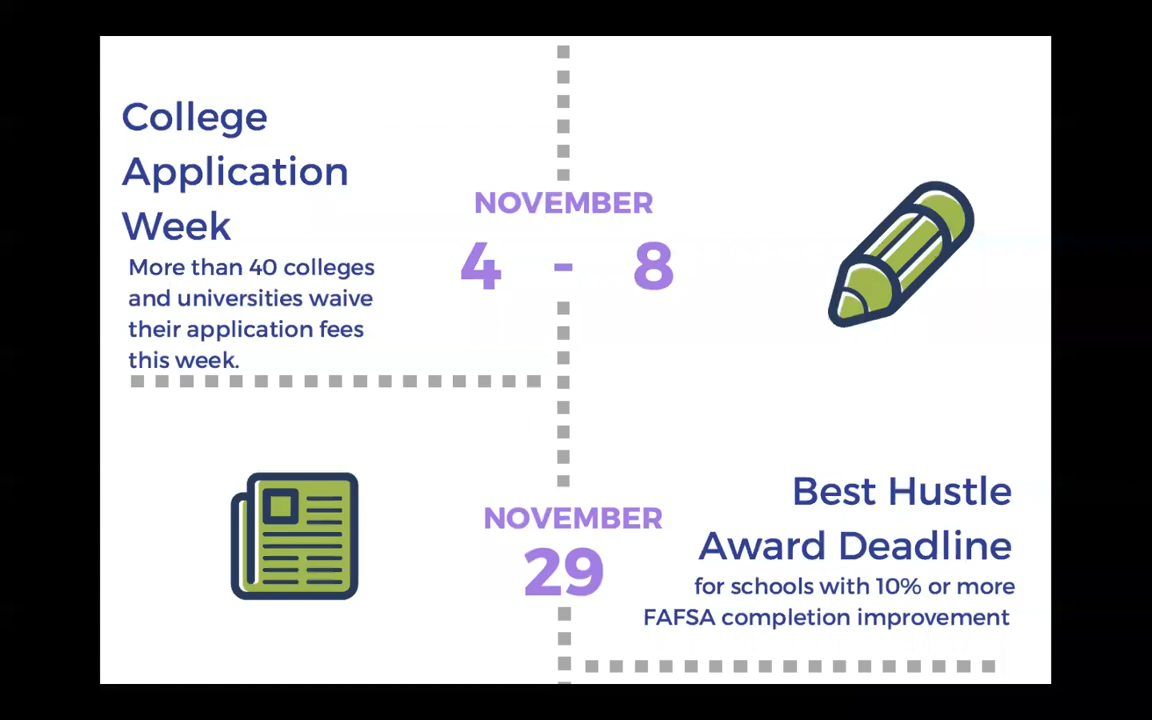 College
Application
Week
More than 40 colleges
and universities waive
their application fees
this week.
NOVEMBER
4 - 8
NOVEMBER
29
Best Hustle
Award Deadline
for schools with 10% or more
FAFSA completion improvement